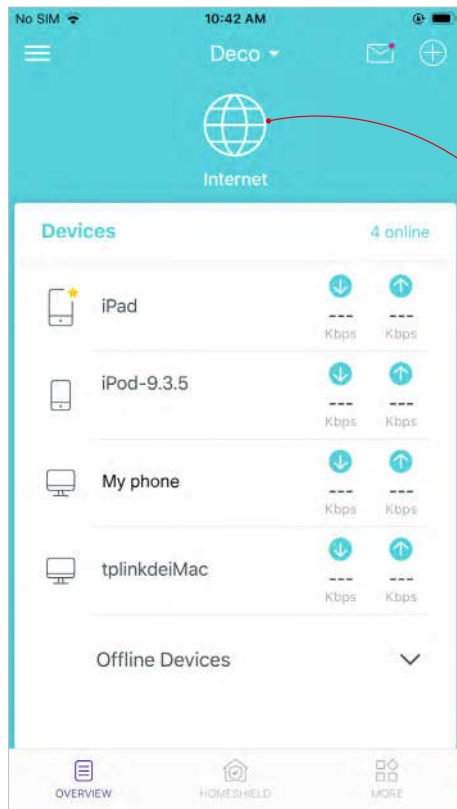 No SIM 10:42 AM
Deco
Internet
Devices 4 online
iPad
--- ---
Kbps Kbps
iPod-9.3.5
--- ---
Kbps Kbps
My phone
--- ---
Kbps Kbps
tplinkdeiMac
--- ---
Kbps Kbps
Offline Devices
OVERVIEW HOMESHIELD MORE